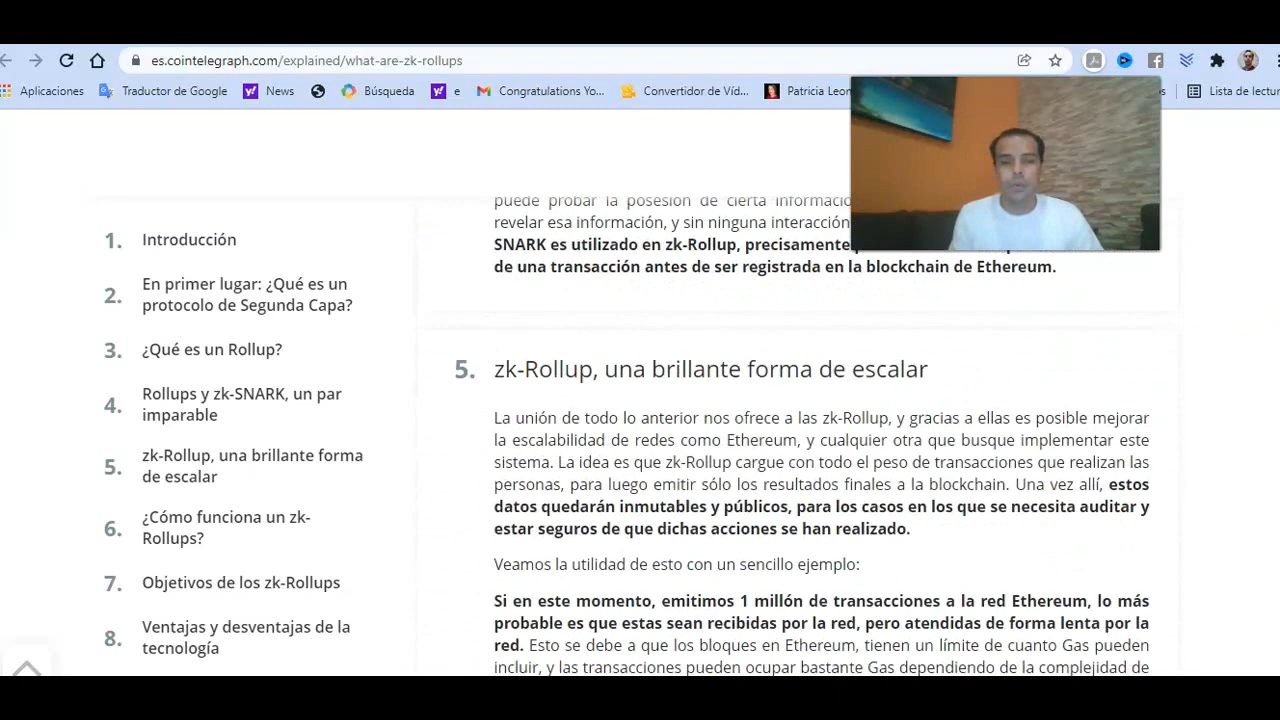 es.cointelegraph.com/explained/what-are-zk-rollups
Aplicaciones
Traductor de Google
News
Búsqueda
e
Congratulations Yo...
Convertidor de Víd...
Patricia Leon
s
Lista de lectur
puede probar la posesión de cierta informació
revelar esa información, y sin ninguna interacción
SNARK es utilizado en zk-Rollup, precisamente
de una transacción antes de ser registrada en la blockchain de Ethereum.
1. Introducción
2. En primer lugar: ¿Qué es un
protocolo de Segunda Capa?
3. ¿Qué es un Rollup?
4. Rollups y zk-SNARK, un par
imparable
5. zk-Rollup, una brillante forma
de escalar
6. ¿Cómo funciona un zk-
Rollups?
7. Objetivos de los zk-Rollups
8. Ventajas y desventajas de la
tecnología
5. zk-Rollup, una brillante forma de escalar
La unión de todo lo anterior nos ofrece a las zk-Rollup, y gracias a ellas es posible mejorar
la escalabilidad de redes como Ethereum, y cualquier otra que busque implementar este
sistema. La idea es que zk-Rollup cargue con todo el peso de transacciones que realizan las
personas, para luego emitir sólo los resultados finales a la blockchain. Una vez allí, estos
datos quedarán inmutables y públicos, para los casos en los que se necesita auditar y
estar seguros de que dichas acciones se han realizado.
Veamos la utilidad de esto con un sencillo ejemplo:
Si en este momento, emitimos 1 millón de transacciones a la red Ethereum, lo más
probable es que estas sean recibidas por la red, pero atendidas de forma lenta por la
red. Esto se debe a que los bloques en Ethereum, tienen un límite de cuanto Gas pueden
incluir, y las transacciones pueden ocupar bastante Gas dependiendo de la complejidad de